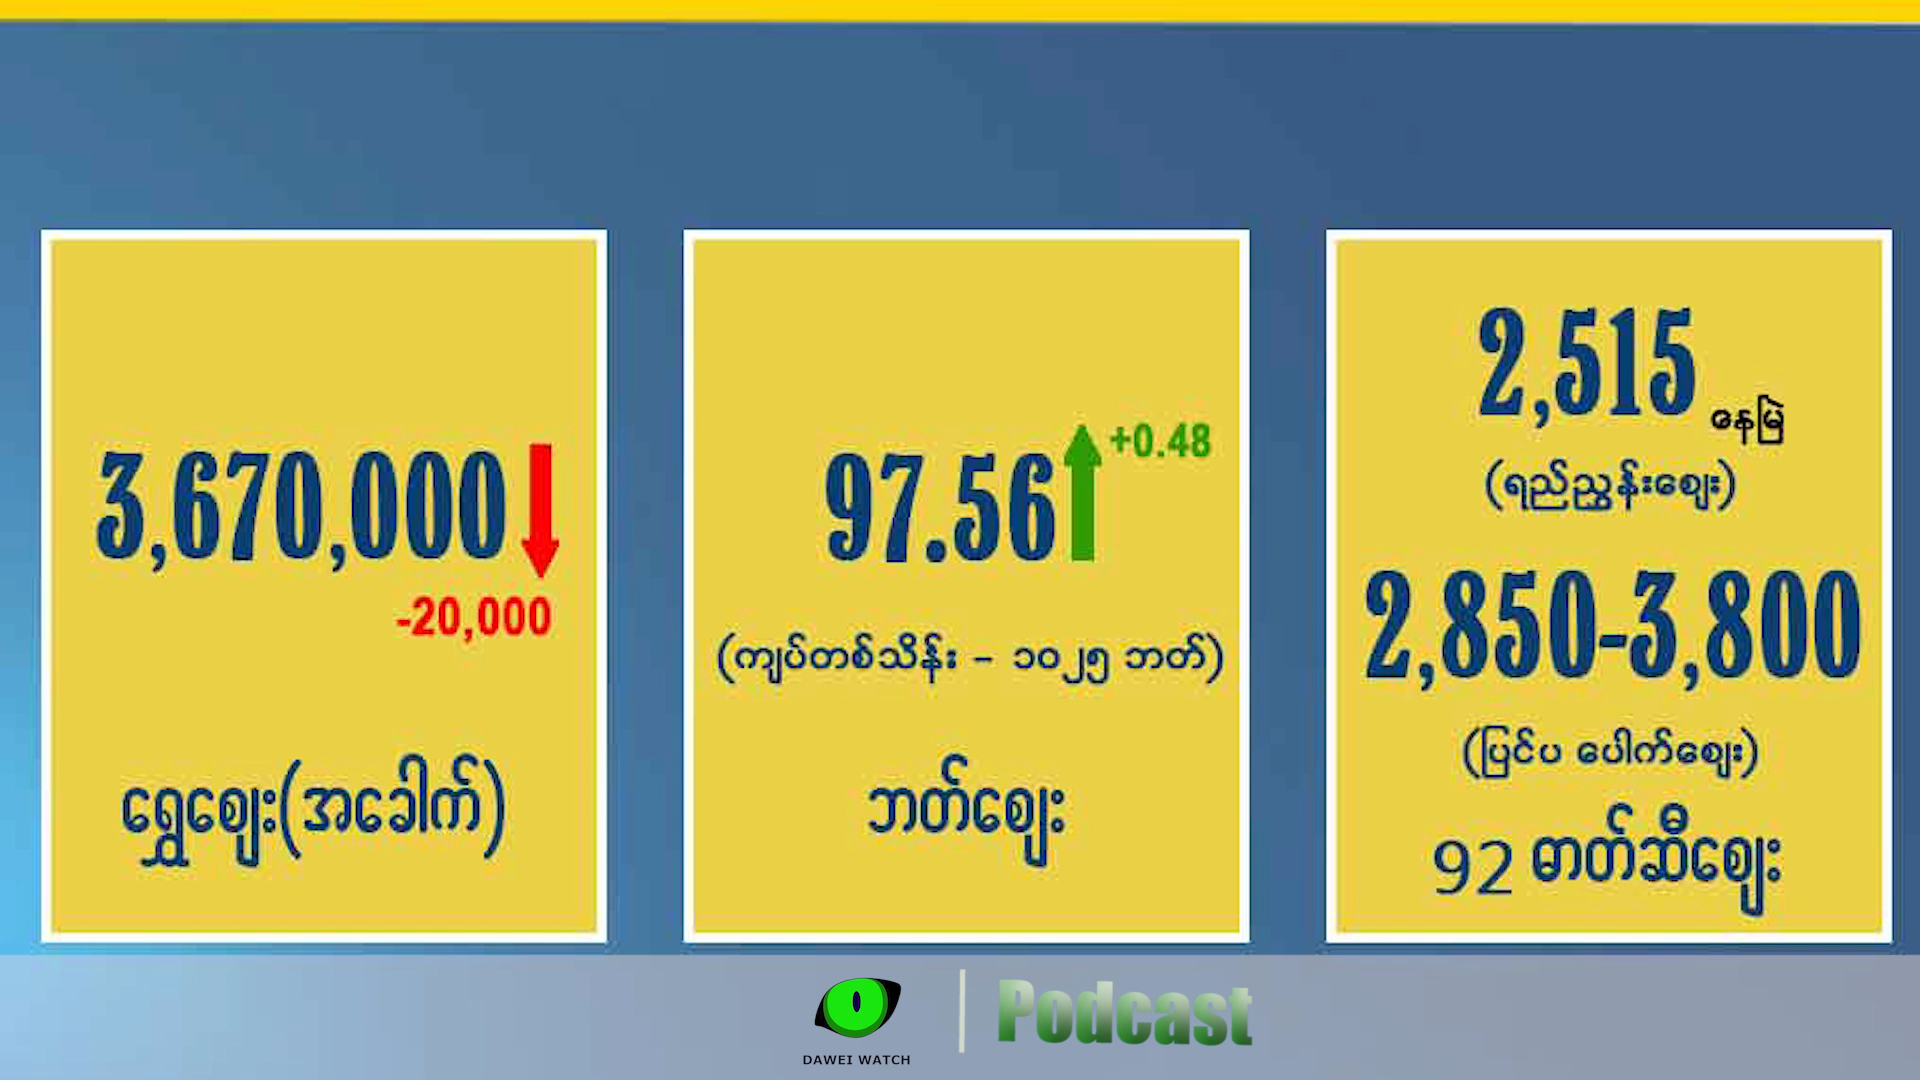 3,670,000
-20,000
ရွှေဈေး(အခေါက်)
97.56 +0.48
(ကျပ်တစ်သိန်း – ၁၀၂၅ ဘတ်)
ဘတ်ဈေး
2,515 နေမြဲ
(ရည်ညွှန်းဈေး)
2,850-3,800
(ပြင်ပ ပေါက်ဈေး)
92 ဓာတ်ဆီဈေး
DAWEI WATCH
Podcast